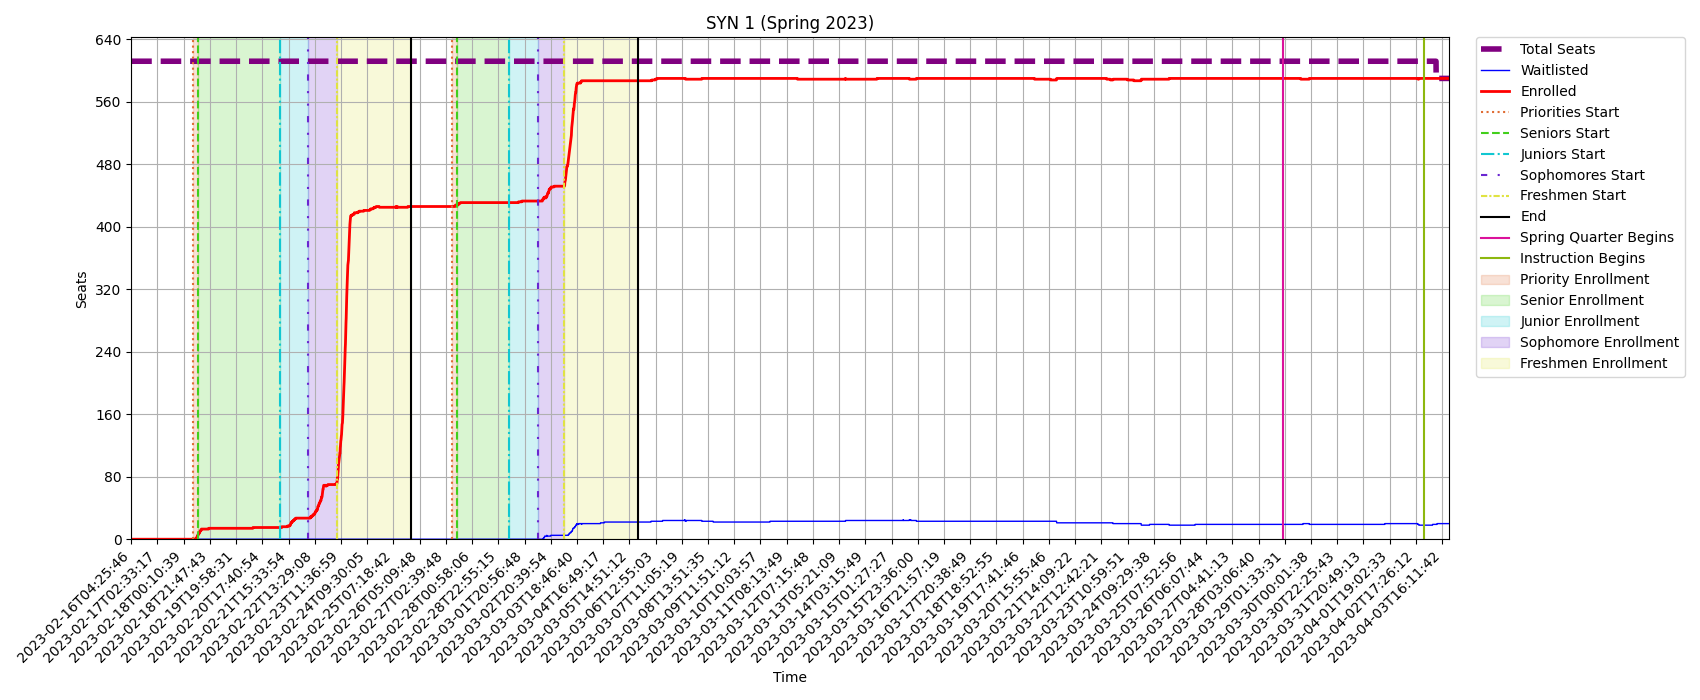 SYN 1 (Spring 2023)
640
560
480
400
320
240
160
80
0
Seats
2023-02-16T04:25:46
2023-02-17T02:33:17
2023-02-18T00:10:39
2023-02-18T21:47:43
2023-02-19T19:58:31
2023-02-20T17:40:54
2023-02-21T15:33:54
2023-02-22T13:29:08
2023-02-23T11:36:59
2023-02-24T09:30:05
2023-02-25T07:18:42
2023-02-26T05:09:48
2023-02-27T02:39:48
2023-02-28T00:58:06
2023-02-28T22:55:15
2023-03-01T20:56:48
2023-03-02T20:39:54
2023-03-03T18:46:40
2023-03-04T16:49:17
2023-03-05T14:51:12
2023-03-06T12:55:03
2023-03-07T11:05:19
2023-03-08T13:51:35
2023-03-09T11:51:12
2023-03-10T10:03:57
2023-03-11T08:13:49
2023-03-12T07:15:48
2023-03-13T05:21:09
2023-03-14T03:15:49
2023-03-15T01:27:27
2023-03-15T23:36:00
2023-03-16T21:57:19
2023-03-17T20:38:49
2023-03-18T18:52:55
2023-03-19T17:41:46
2023-03-20T15:55:46
2023-03-21T14:09:22
2023-03-22T12:42:21
2023-03-23T10:59:51
2023-03-24T09:29:38
2023-03-25T07:52:56
2023-03-26T06:07:44
2023-03-27T04:41:13
2023-03-28T03:06:40
2023-03-29T01:33:31
2023-03-30T00:01:38
2023-03-30T22:25:43
2023-03-31T20:49:13
2023-04-01T19:02:33
2023-04-02T17:26:12
2023-04-03T16:11:42
Time
Total Seats
Waitlisted
Enrolled
Priorities Start
Seniors Start
Juniors Start
Sophomores Start
Freshmen Start
End
Spring Quarter Begins
Instruction Begins
Priority Enrollment
Senior Enrollment
Junior Enrollment
Sophomore Enrollment
Freshmen Enrollment